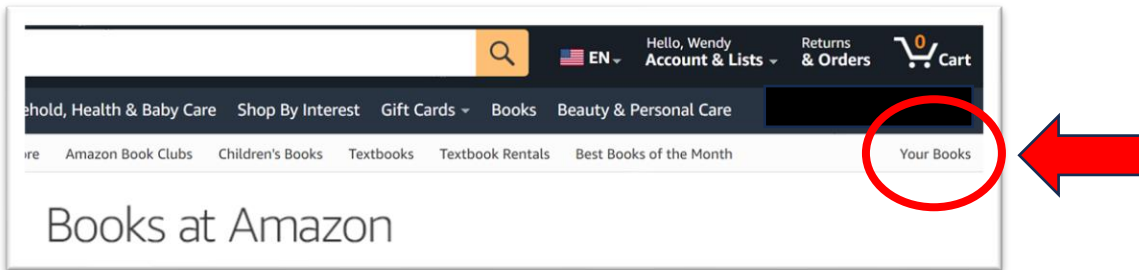 EN
Hello, Wendy
Account & Lists
Returns
& Orders
0
Cart
Health & Baby Care Shop By Interest Gift Cards Books Beauty & Personal Care
Amazon Book Clubs Children's Books Textbooks Textbook Rentals Best Books of the Month Your Books
Books at Amazon